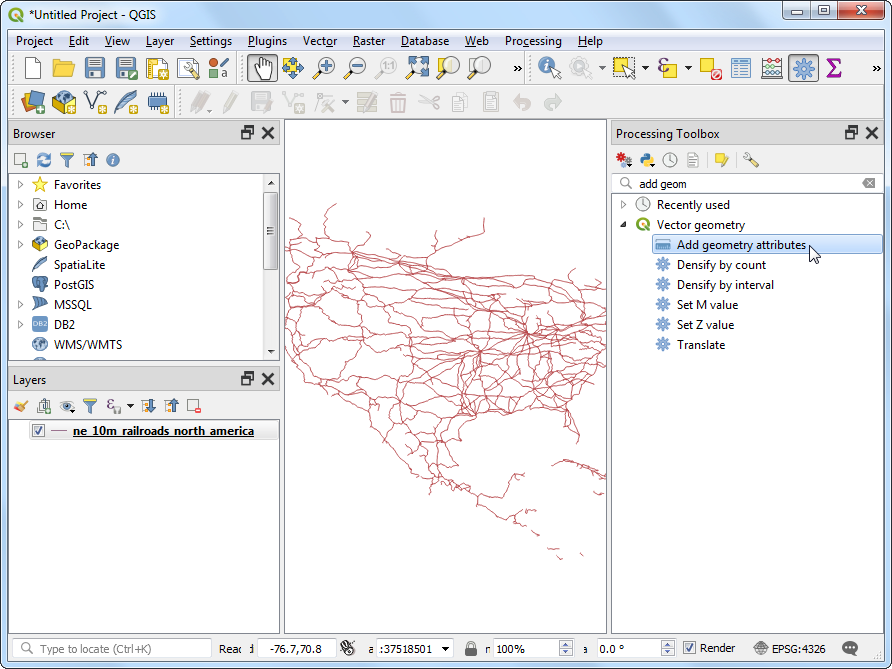 *Untitled Project - QGIS
Project Edit View Layer Settings Plugins Vector Raster Database Web Processing Help
1:1
»
»
Browser
Favorites
Home
C:\
GeoPackage
SpatiaLite
PostGIS
MSSQL
DB2 DB2
WMS/WMTS
Layers
ne_10m_railroads_north_america
Processing Toolbox
add geom
Recently used
Vector geometry
Add geometry attributes
Densify by count
Densify by interval
Set M value
Set Z value
Translate
Type to locate (Ctrl+K) Read -76.7,70.8 a :37518501 100% a 0.0 ° Render EPSG:4326